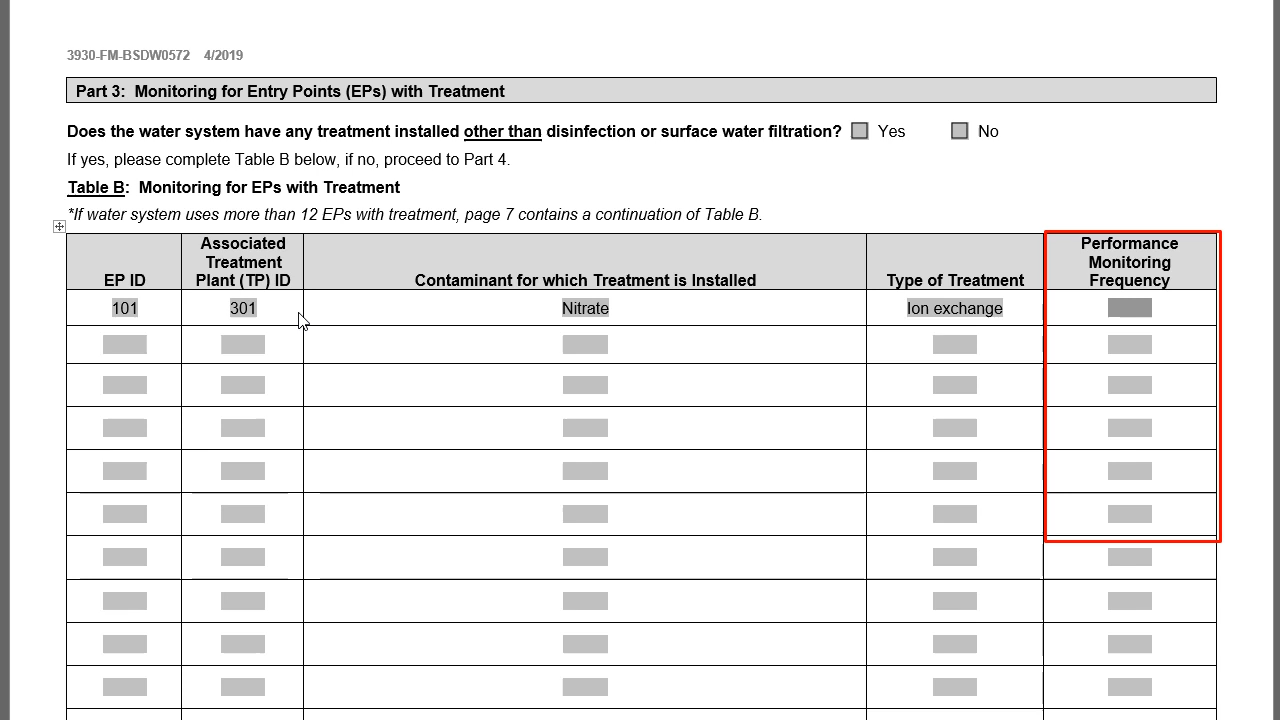 3930-FM-BSDW0572 4/2019
Part 3: Monitoring for Entry Points (EPs) with Treatment
Does the water system have any treatment installed other than disinfection or surface water filtration? Yes No
If yes, please complete Table B below, if no, proceed to Part 4.
Table B: Monitoring for EPs with Treatment
*If water system uses more than 12 EPs with treatment, page 7 contains a continuation of Table B.
EP ID
Associated
Treatment
Plant (TP) ID
Contaminant for which Treatment is Installed
Type of Treatment
Performance
Monitoring
Frequency
101 301 Nitrate Ion exchange